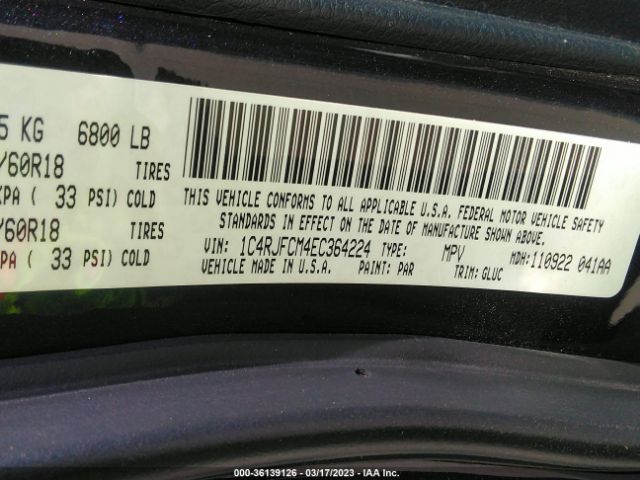 5 KG 6800 LB
/60R18 TIRES
KPA ( 33 PSI) COLD
/60R18 TIRES
KPA ( 33 PSI) COLD
THIS VEHICLE CONFORMS TO ALL APPLICABLE U.S.A. FEDERAL MOTOR VEHICLE SAFETY
STANDARDS IN EFFECT ON THE DATE OF MANUFACTURE SHOWN ABOVE.
VIN: 1C4RJFCM4EC364224 TYPE: MPV MDH: 110922 041AA
VEHICLE MADE IN U.S.A. PAINT: PAR TRIM: GLUC
000-36139126 - 03/17/2023 - IAA Inc.